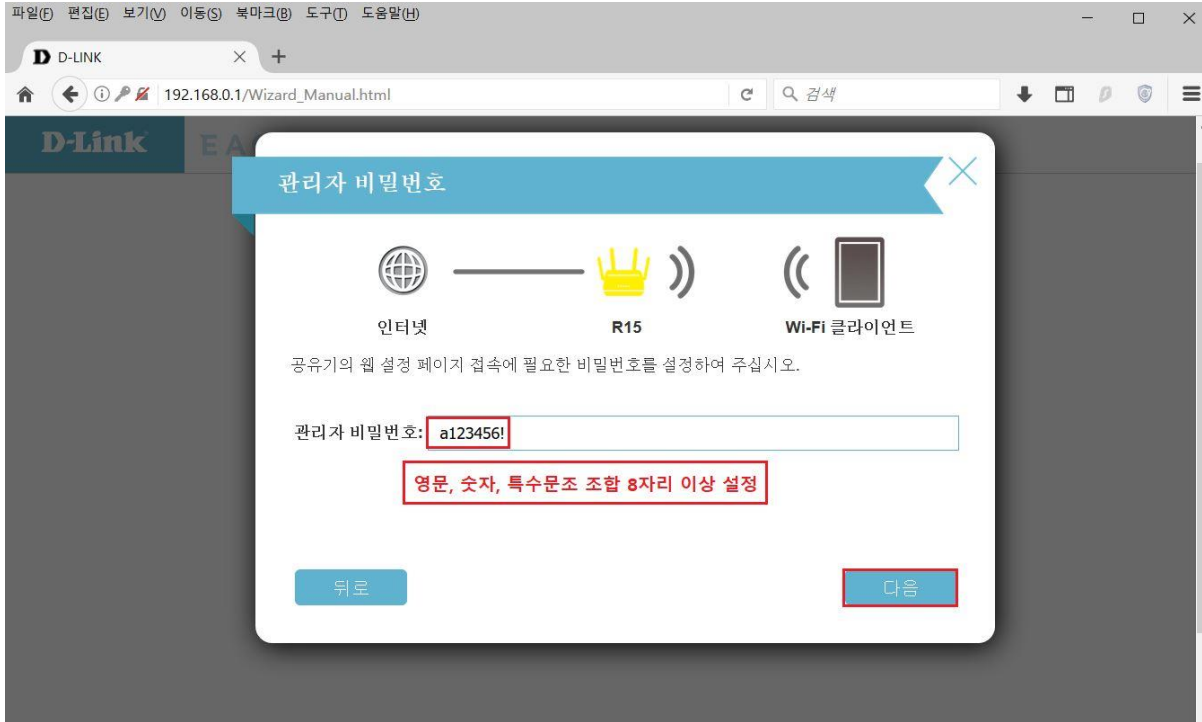 파일(F) 편집(E) 보기(V) 이동(S) 북마크(B) 도구(T) 도움말(H)
D D-LINK
192.168.0.1/Wizard_Manual.html 검색
D-Link EA
관리자 비밀번호
인터넷 R15 Wi-Fi 클라이언트
공유기의 웹 설정 페이지 접속에 필요한 비밀번호를 설정하여 주십시오.
관리자 비밀번호: a123456!
영문, 숫자, 특수문조 조합 8자리 이상 설정
뒤로 다음